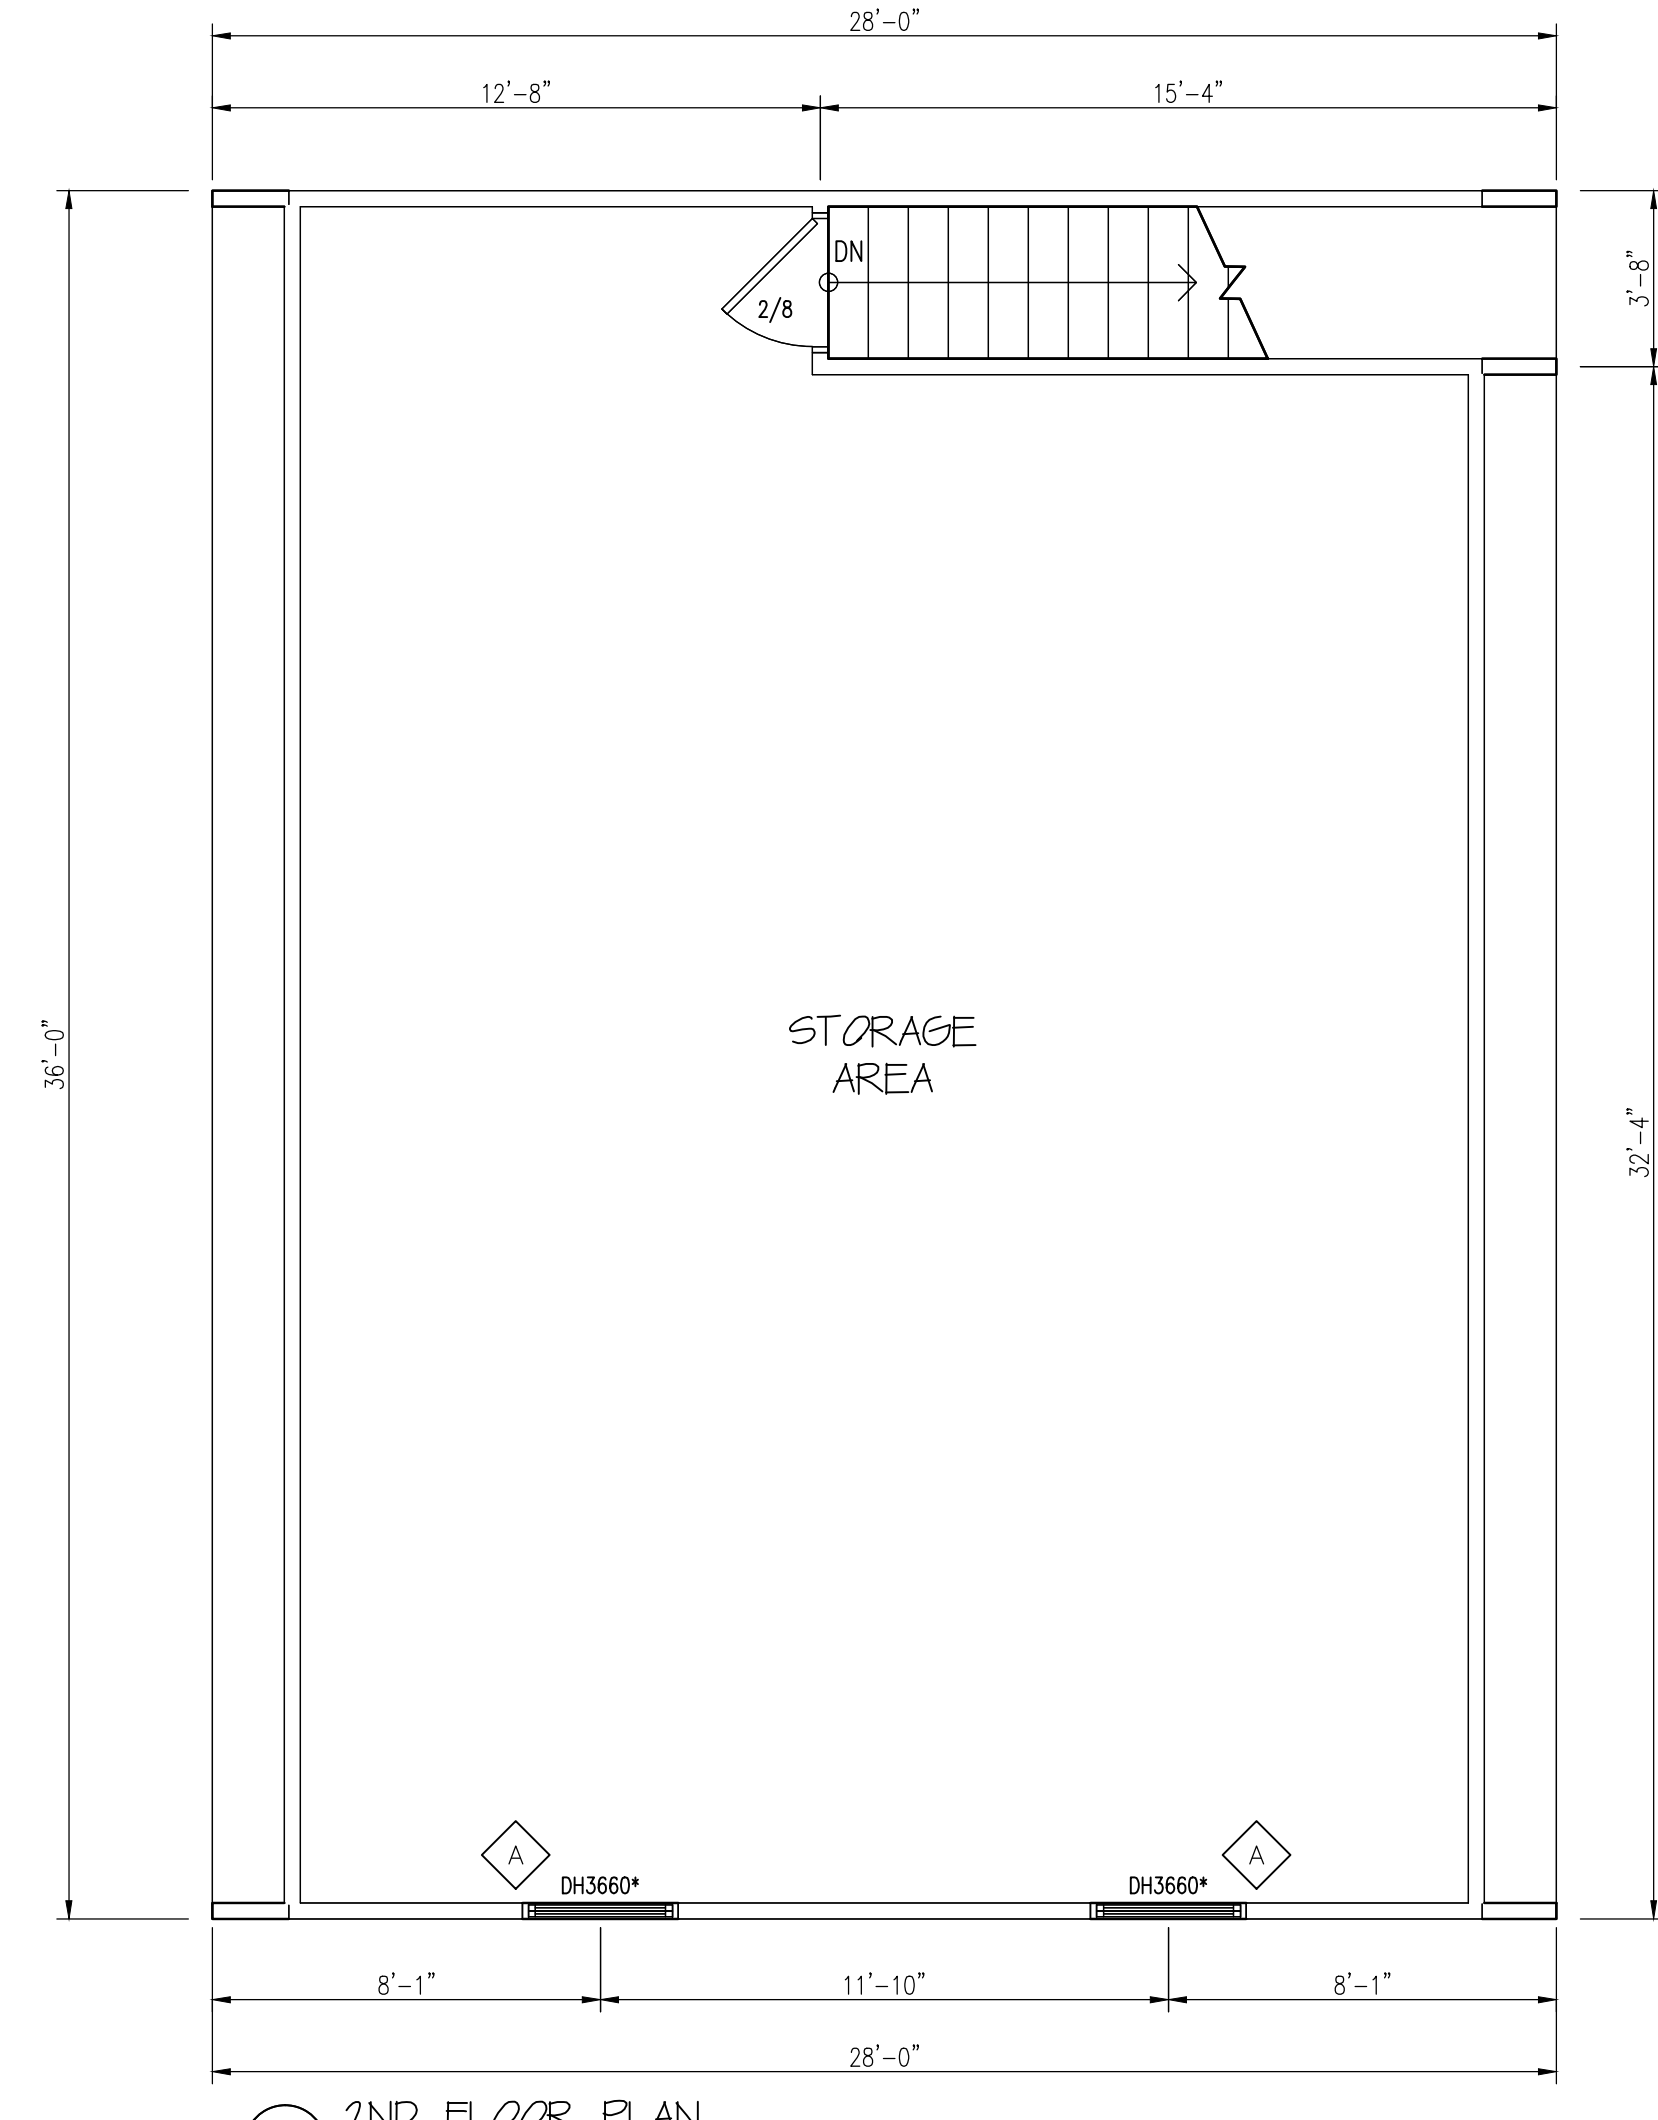 28'-0"
12'-8"
15'-4"
DN
2/8
3'-8"
36'-0"
STORAGE
AREA
32'-4"
A
A
DH3660*
DH3660*
8'-1"
11'-10"
8'-1"
28'-0"
2ND FLOOR PLAN